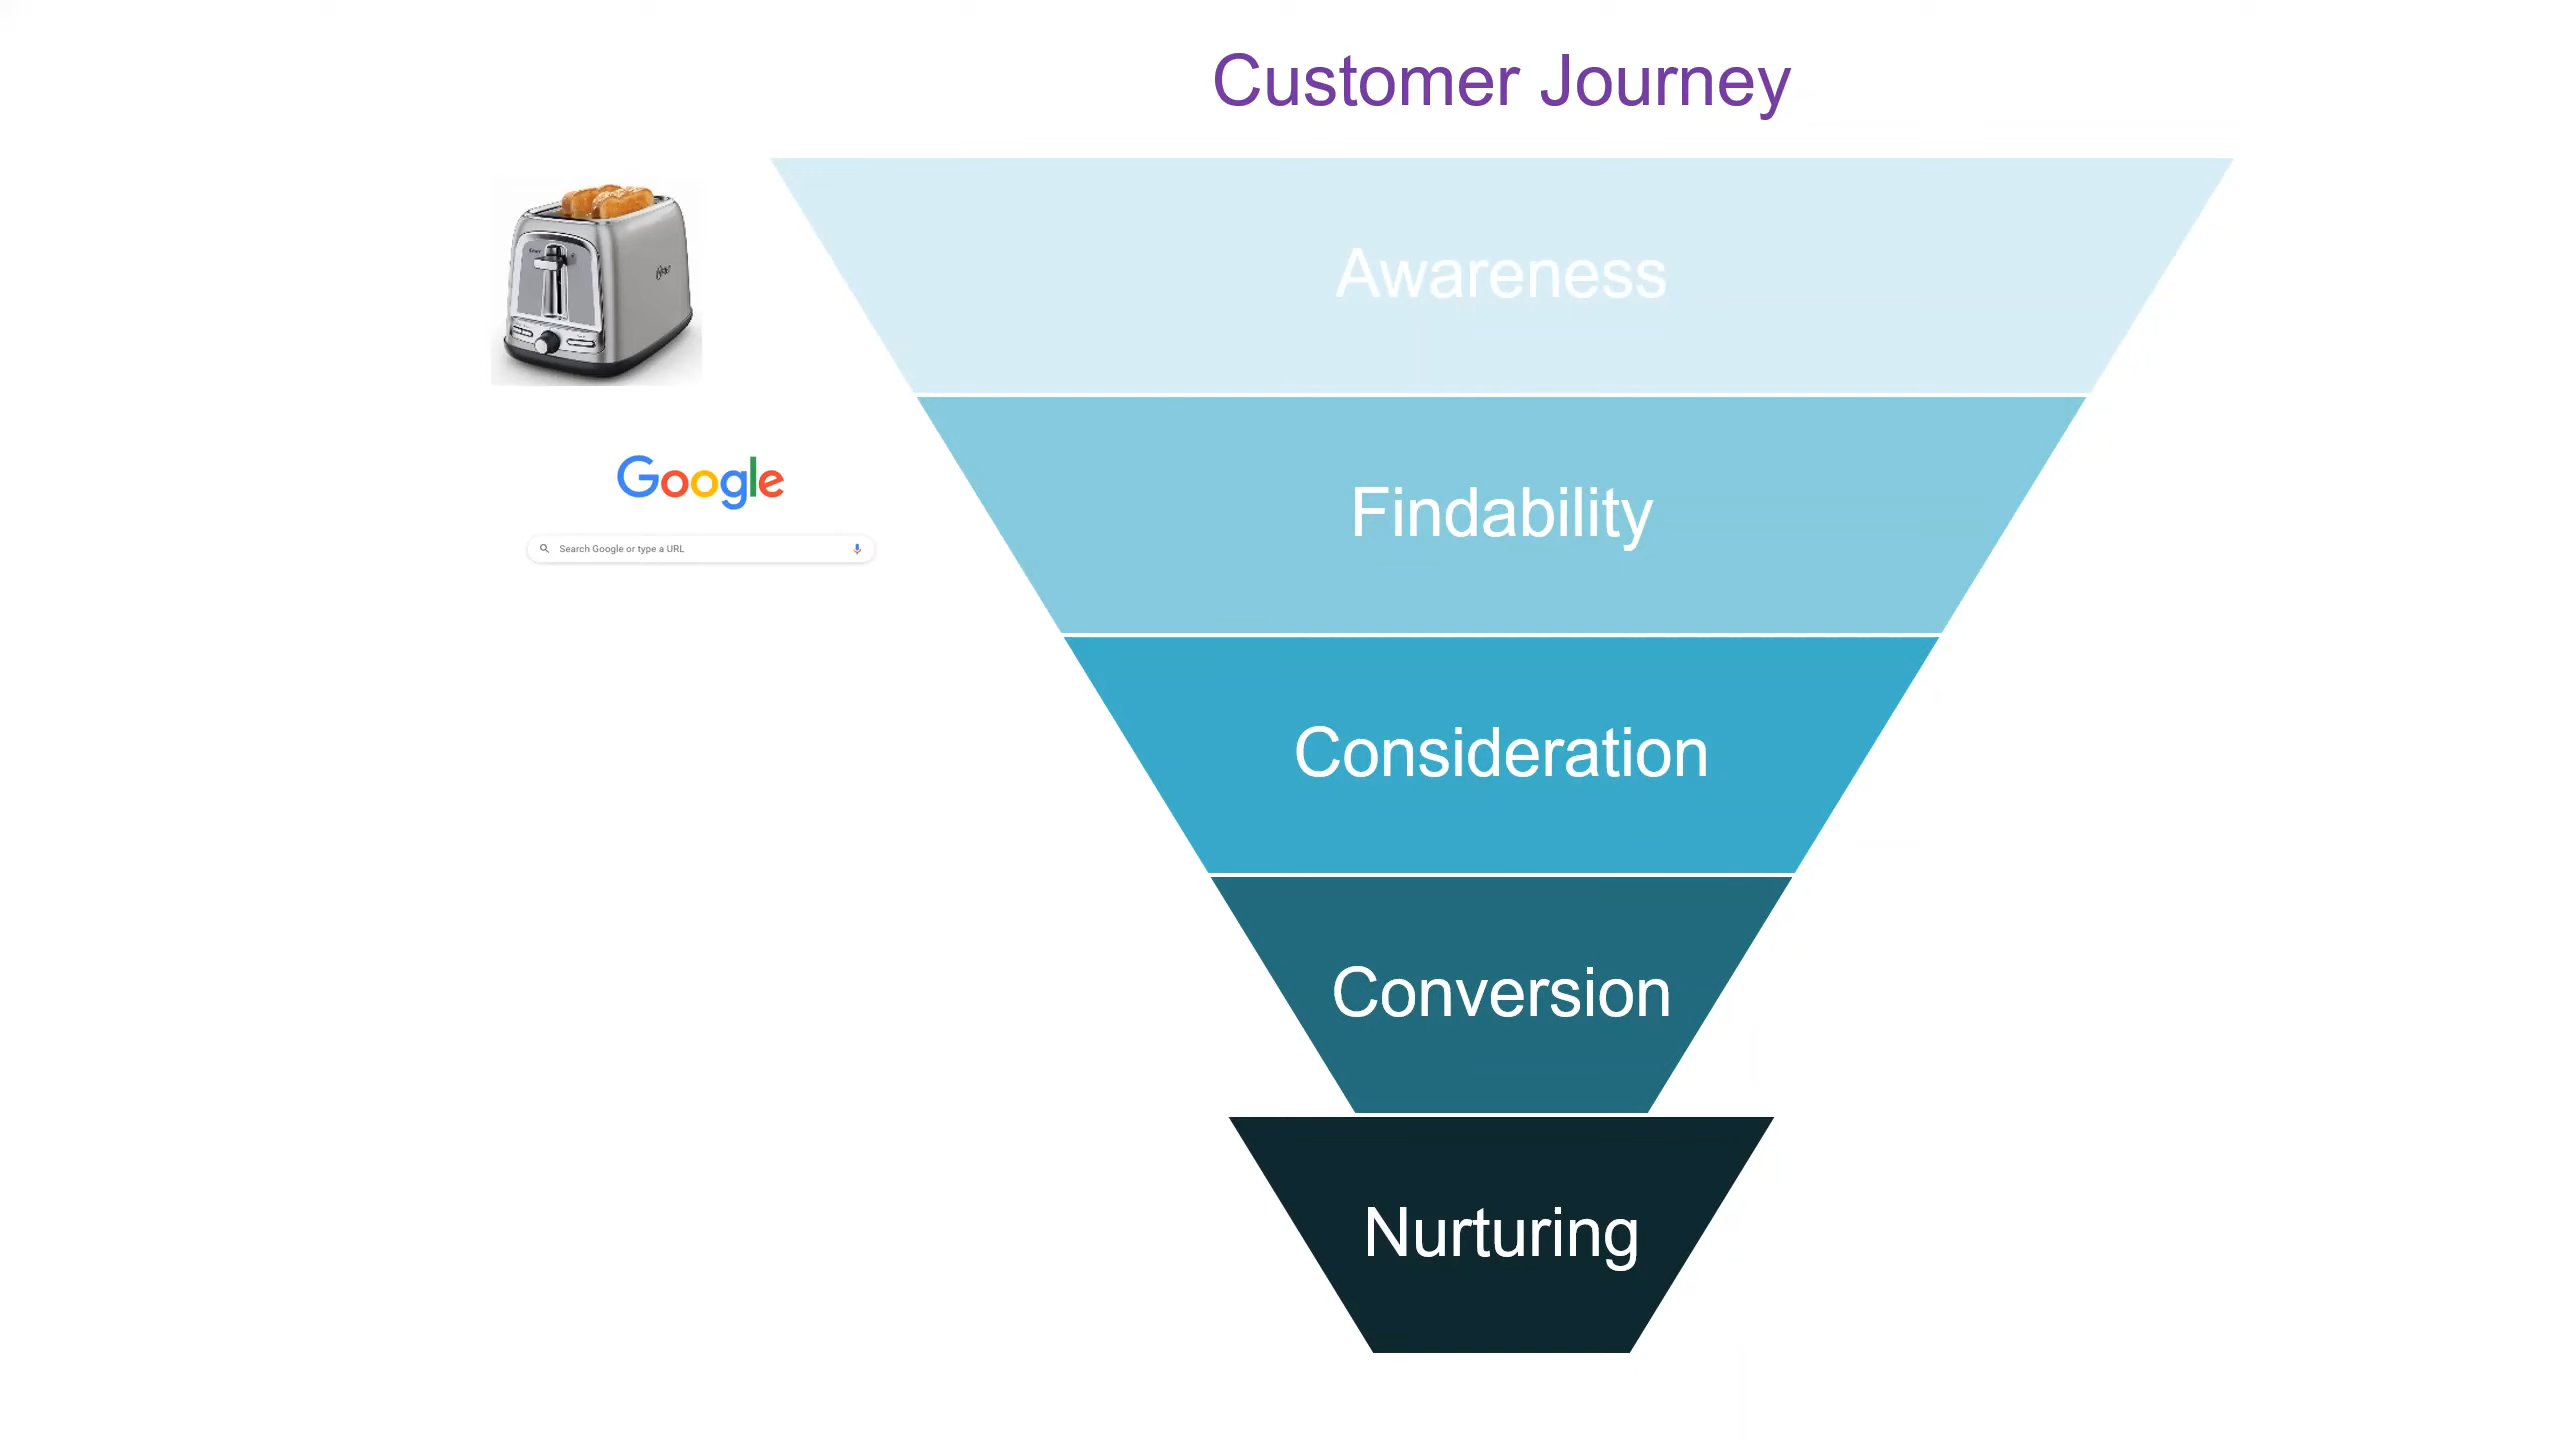 Customer Journey
Awareness
Google
Search Google or type a URL
Findability
Consideration
Conversion
Nurturing